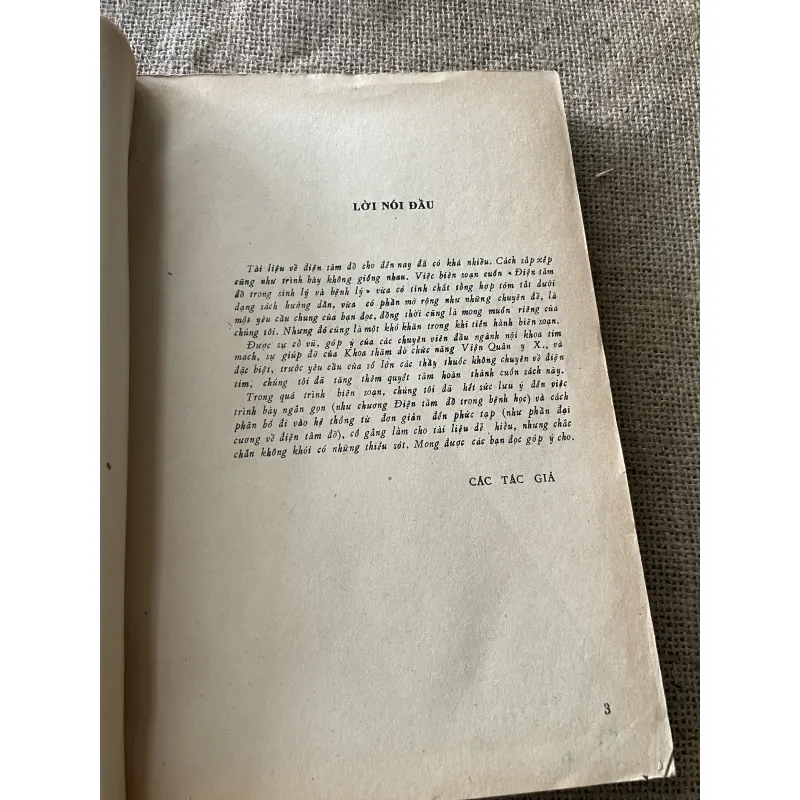 LỜI NÓI ĐẦU
Tài liệu về điện tâm đồ cho đến nay đã có khá nhiều. Cách sắp xếp
cũng như trình bày không giống nhau. Việc biên soạn cuốn « Điện tâm
đồ trong sinh lý và bệnh lý » vừa có tính chất tổng hợp tóm tắt dưới
dạng sách hướng dẫn, vừa có phần mở rộng như những chuyên đề, là
một yêu cầu chung của bạn đọc, đồng thời cũng là mong muốn riêng của
chúng tôi. Nhưng đó cũng là một khó khăn trong khi tiến hành biên soạn.
Được sự cổ vũ, góp ý của các chuyên viên đầu ngành nội khoa tim
mạch, sự giúp đỡ của Khoa thăm dò chức năng Viện Quân y X., và
đặc biệt, trước yêu cầu của số lớn các thầy thuốc không chuyên về điện
tim, chúng tôi đã tăng thêm quyết tâm hoàn thành cuốn sách này.
Trong quá trình biên soạn, chúng tôi đã hết sức lưu ý đến việc
trình bày ngắn gọn (như chương Điện tâm đồ trong bệnh học) và cách
phân bố đi vào hệ thống từ đơn giản đến phức tạp (như phần đại
cương về điện tâm đồ), cố gắng làm cho tài liệu dễ hiểu, nhưng chắc
chắn không khỏi có những thiếu sót. Mong được các bạn đọc góp ý cho.
CÁC TÁC GIẢ
3